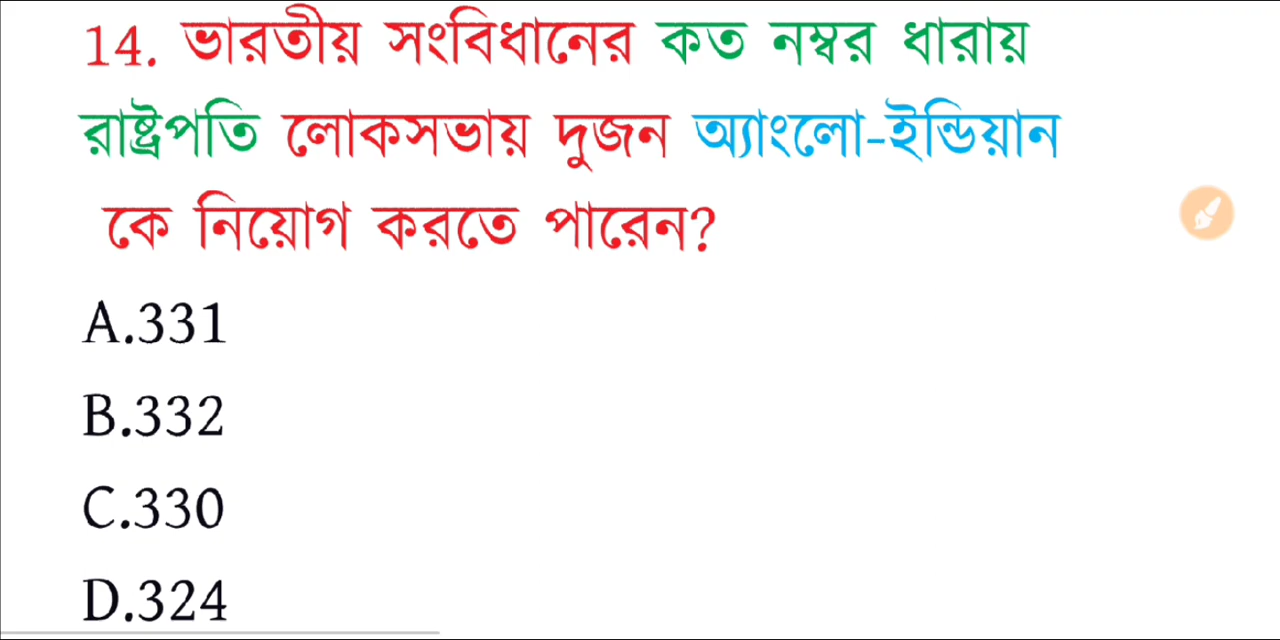 14. ভারতীয় সংবিধানের কত নম্বর ধারায়
রাষ্ট্রপতি লোকসভায় দুজন অ্যাংলো-ইন্ডিয়ান
কে নিয়োগ করতে পারেন?
A.331
B.332
C.330
D.324